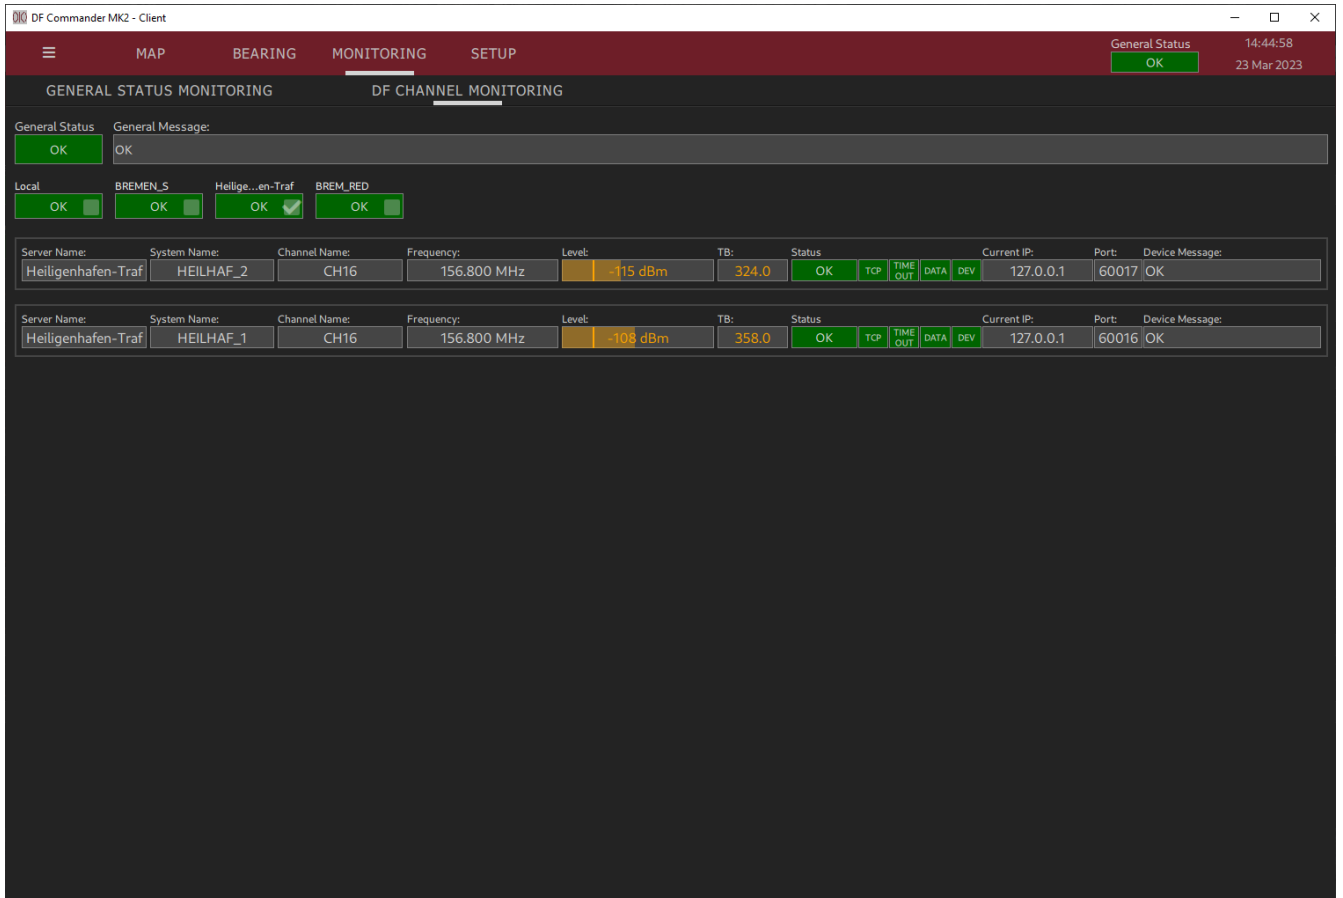 DF Commander MK2 - Client
MAP BEARING MONITORING SETUP
General Status 14:44:58
OK 23 Mar 2023
GENERAL STATUS MONITORING DF CHANNEL MONITORING
General Status General Message:
OK OK
Local BREMEN_S Heilige...en-Traf BREM_RED
OK OK OK OK
Server Name: System Name: Channel Name: Frequency: Level: TB: Status Current IP: Port: Device Message:
Heiligenhafen-Traf HEILHAF_2 CH16 156.800 MHz -115 dBm 324.0 OK TCP TIME OUT DATA DEV 127.0.0.1 60017 OK
Server Name: System Name: Channel Name: Frequency: Level: TB: Status Current IP: Port: Device Message:
Heiligenhafen-Traf HEILHAF_1 CH16 156.800 MHz -108 dBm 358.0 OK TCP TIME OUT DATA DEV 127.0.0.1 60016 OK